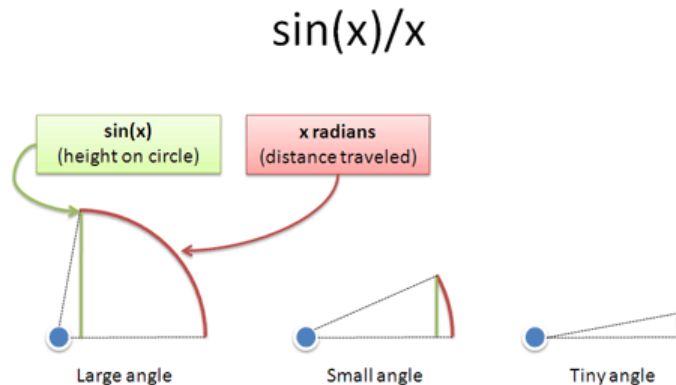 sin(x)/x
sin(x)
(height on circle)
x radians
(distance traveled)
Large angle
Small angle
Tiny angle